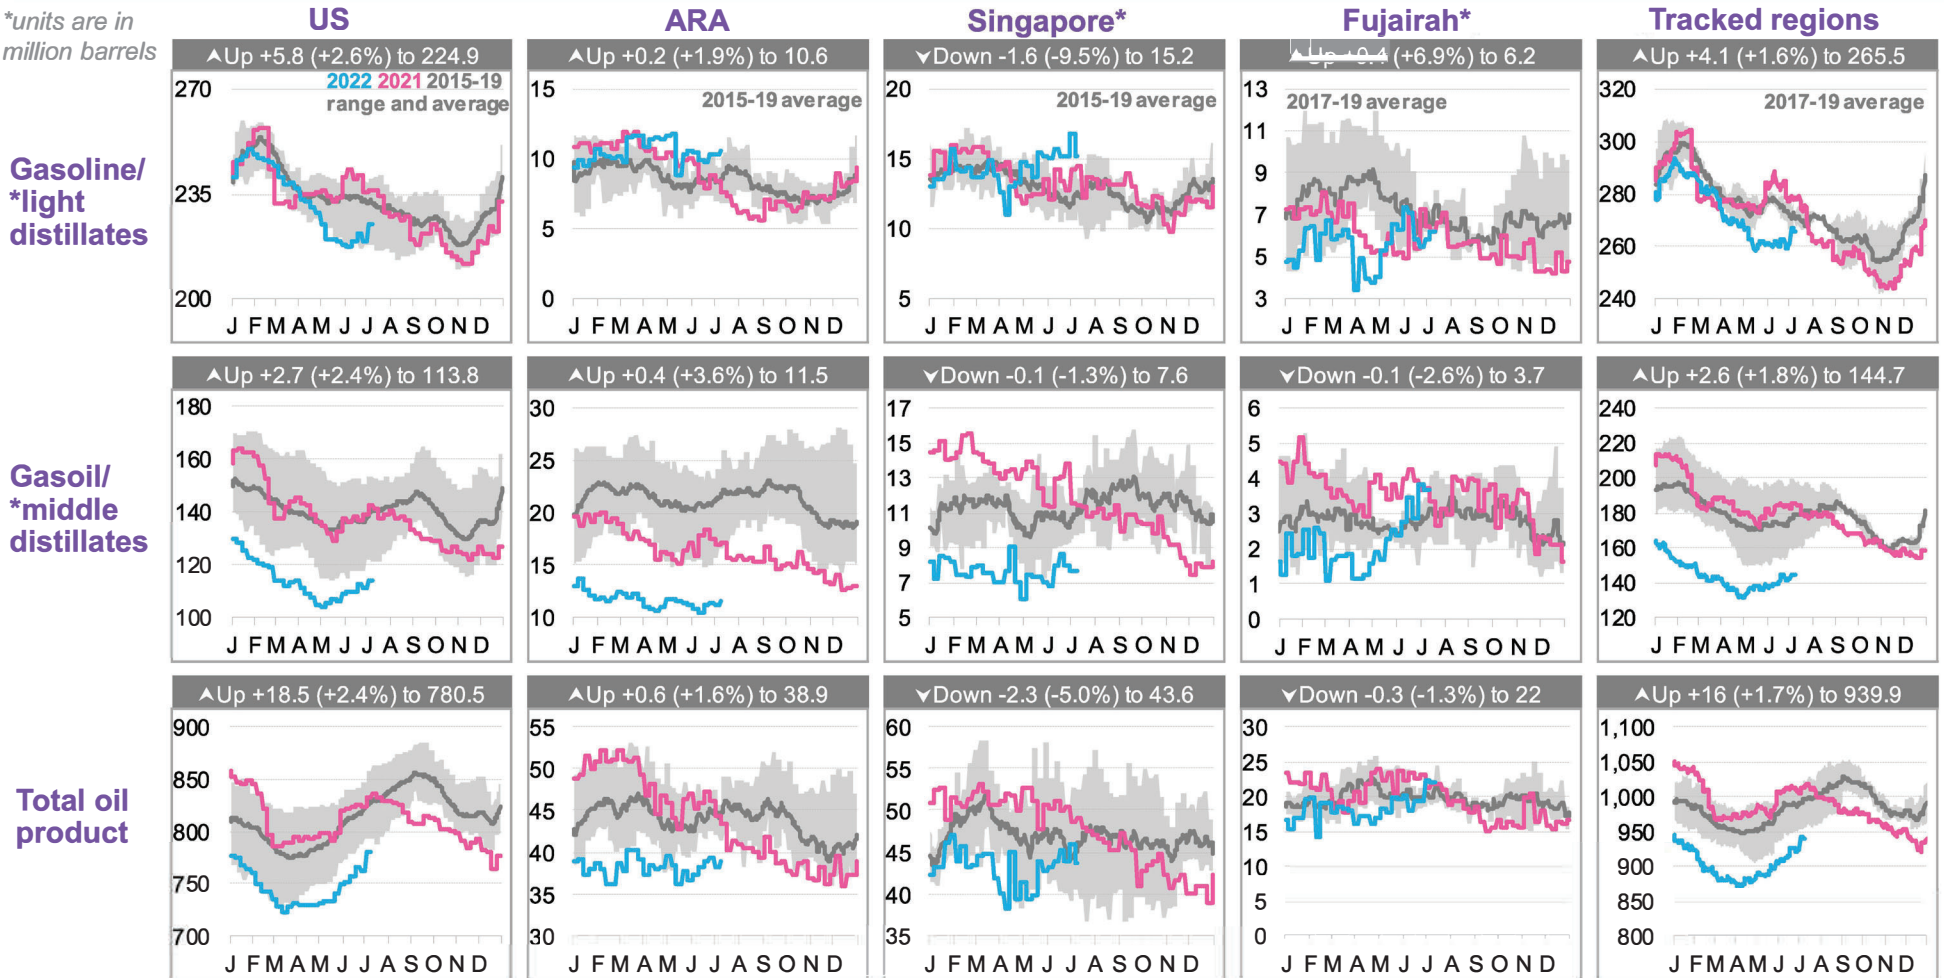 *units are in
million barrels
US
ARA
Singapore*
Fujairah*
Tracked regions
Gasoline/
*light
distillates
Up +5.8 (+2.6%) to 224.9
2022 2021 2015-19
range and average
270
235
200
J F M A M J J A S O N D
Up +0.2 (+1.9%) to 10.6
2015-19 average
15
10
5
0
J F M A M J J A S O N D
Down -1.6 (-9.5%) to 15.2
2015-19 average
20
15
10
5
J F M A M J J A S O N D
Up +0.4 (+6.9%) to 6.2
2017-19 average
13
11
9
7
5
3
J F M A M J J A S O N D
Up +4.1 (+1.6%) to 265.5
2017-19 average
320
300
280
260
240
J F M A M J J A S O N D
Gasoil/
*middle
distillates
Up +2.7 (+2.4%) to 113.8
180
160
140
120
100
J F M A M J J A S O N D
Up +0.4 (+3.6%) to 11.5
30
25
20
15
10
J F M A M J J A S O N D
Down -0.1 (-1.3%) to 7.6
17
15
13
11
9
7
5
J F M A M J J A S O N D
Down -0.1 (-2.6%) to 3.7
6
5
4
3
2
1
0
J F M A M J J A S O N D
Up +2.6 (+1.8%) to 144.7
240
220
200
180
160
140
120
J F M A M J J A S O N D
Total oil
product
Up +18.5 (+2.4%) to 780.5
900
850
800
750
700
J F M A M J J A S O N D
Up +0.6 (+1.6%) to 38.9
55
50
45
40
35
30
J F M A M J J A S O N D
Down -2.3 (-5.0%) to 43.6
60
55
50
45
40
35
J F M A M J J A S O N D
Down -0.3 (-1.3%) to 22
30
25
20
15
10
5
0
J F M A M J J A S O N D
Up +16 (+1.7%) to 939.9
1,100
1,050
1,000
950
900
850
800
J F M A M J J A S O N D